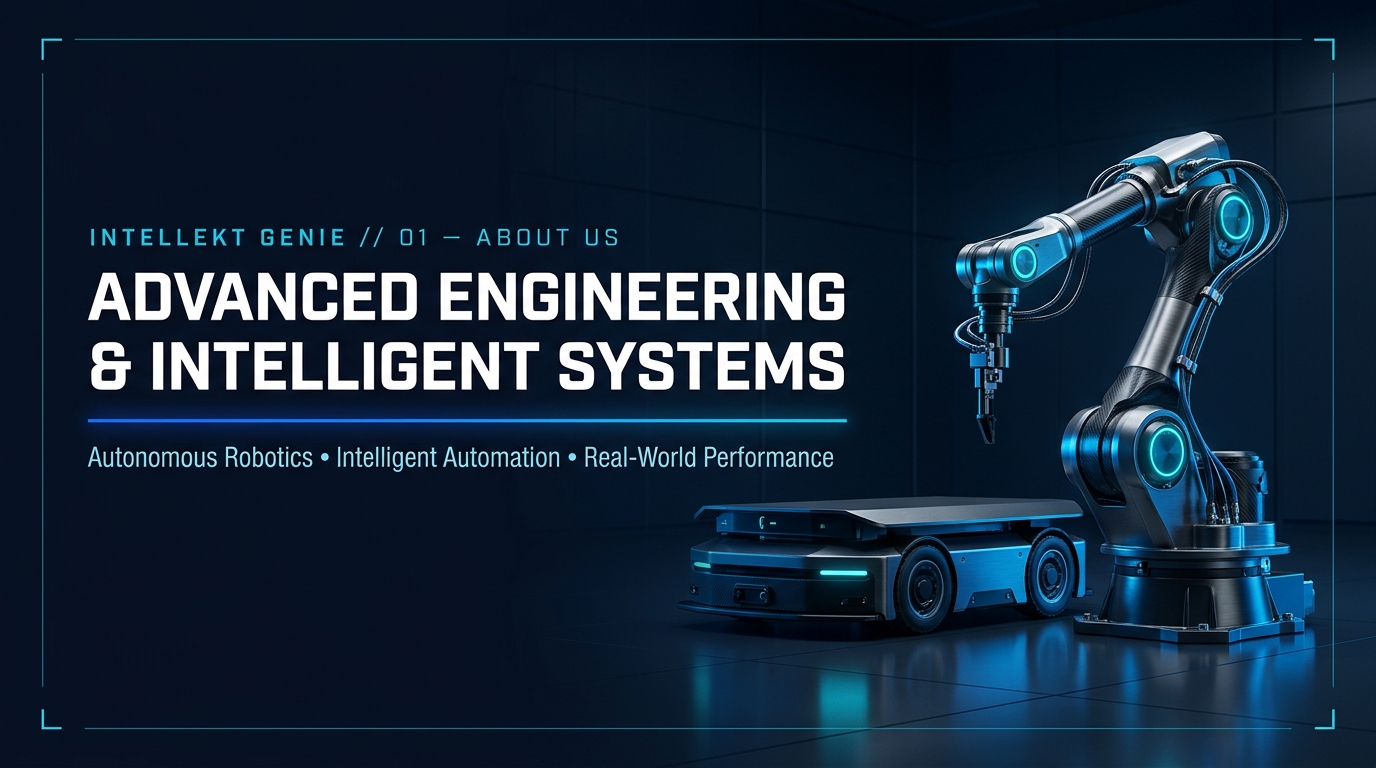 INTELLEKT GENIE // 01 — ABOUT US
ADVANCED ENGINEERING
& INTELLIGENT SYSTEMS
Autonomous Robotics • Intelligent Automation • Real-World Performance